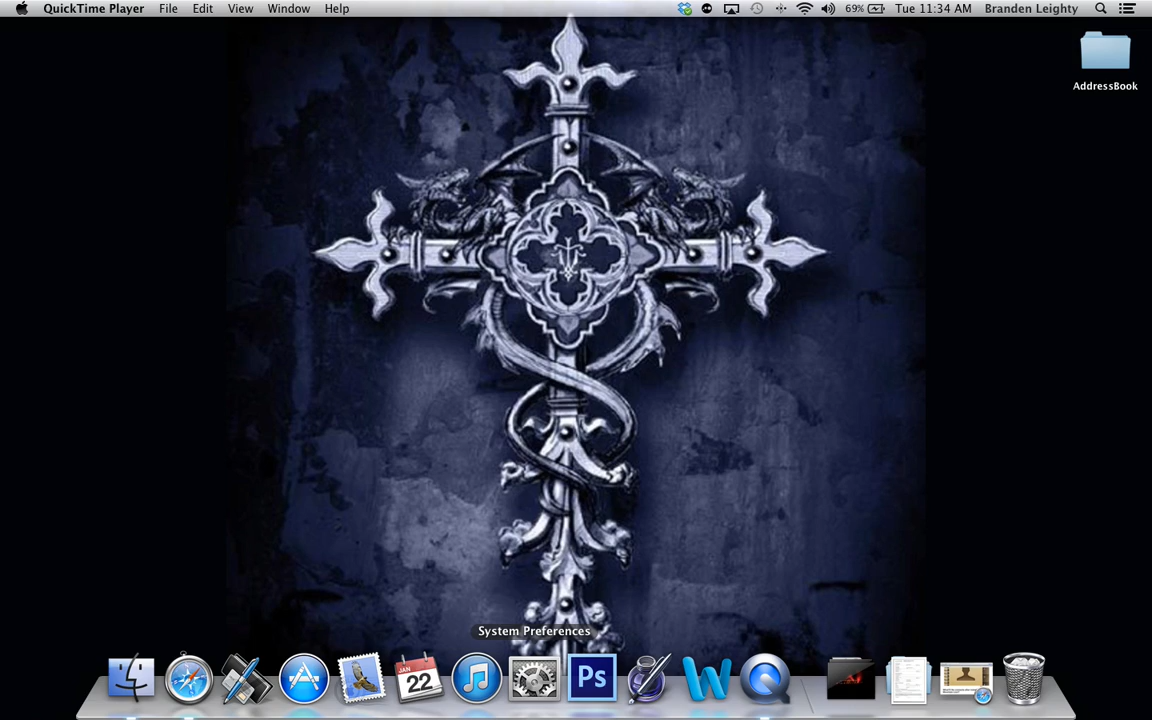 QuickTime Player File Edit View Window Help 69% Tue 11:34 AM Branden Leighty
AddressBook
System Preferences
JAN
22
Ps